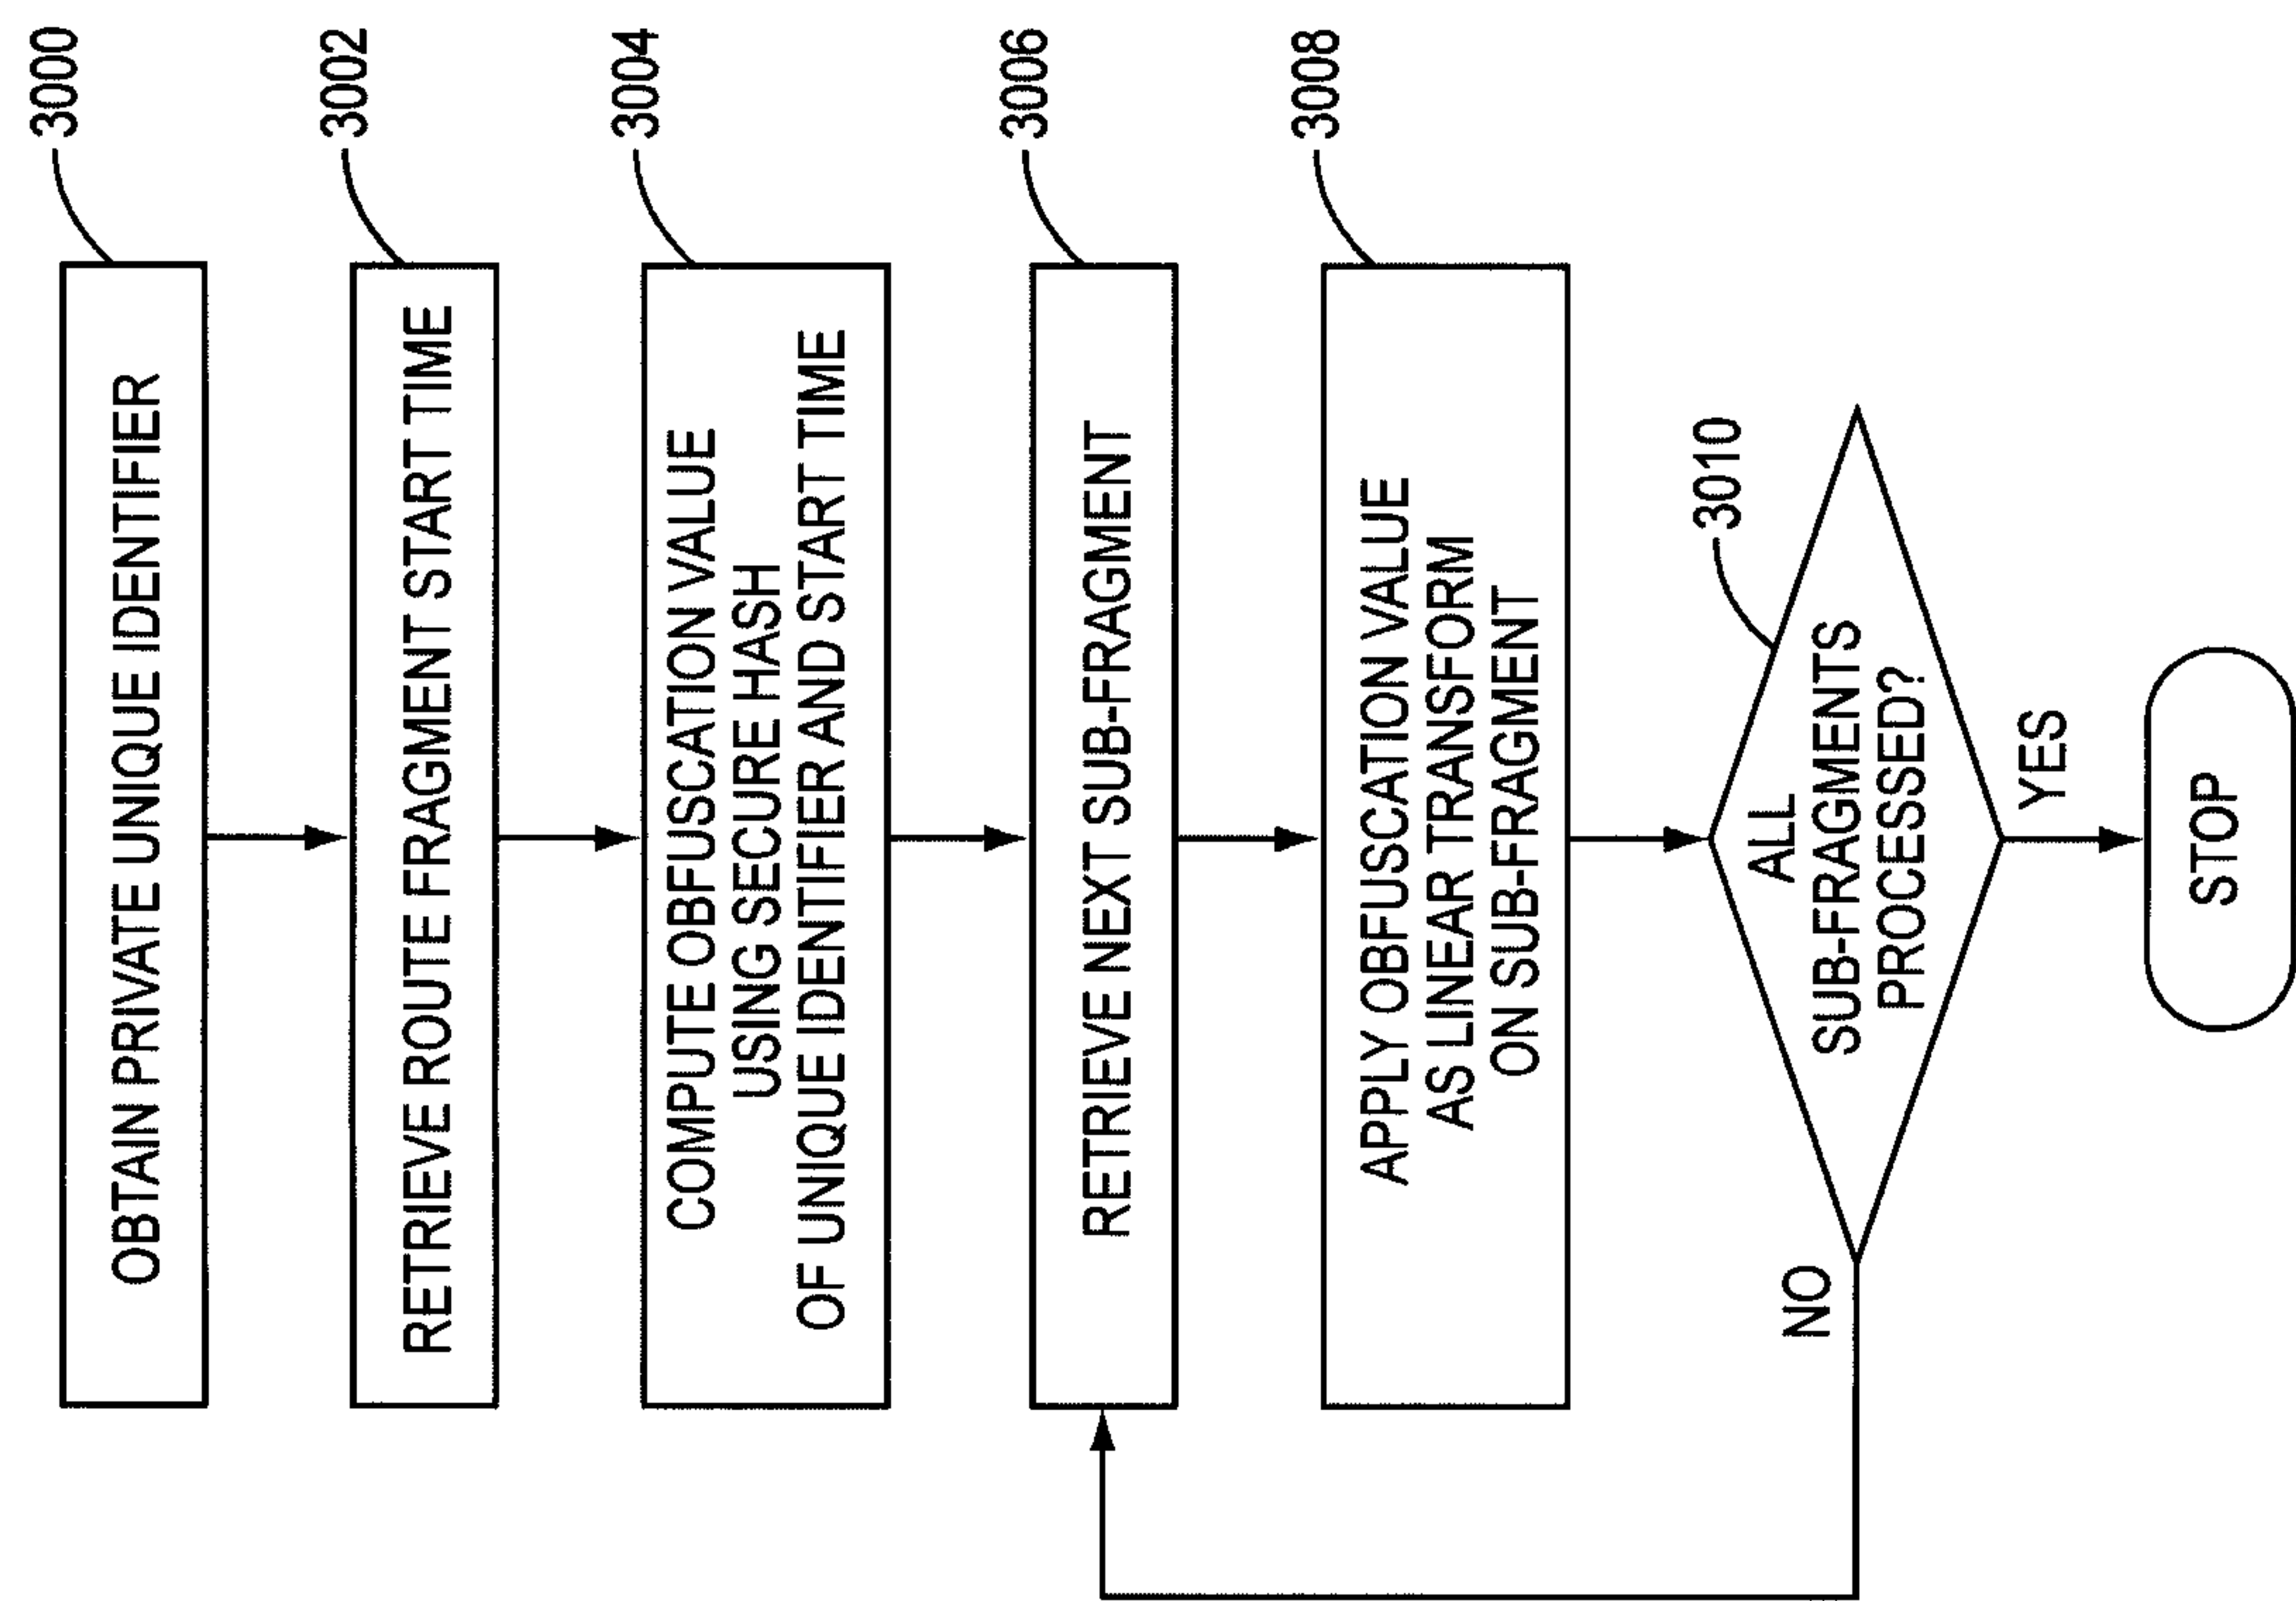 3000
OBTAIN PRIVATE UNIQUE IDENTIFIER
3002
RETRIEVE ROUTE FRAGMENT START TIME
3004
COMPUTE OBFUSCATION VALUE
USING SECURE HASH
OF UNIQUE IDENTIFIER AND START TIME
3006
RETRIEVE NEXT SUB-FRAGMENT
3008
APPLY OBFUSCATION VALUE
AS LINEAR TRANSFORM
ON SUB-FRAGMENT
3010
ALL
SUB-FRAGMENTS
PROCESSED?
NO
YES
STOP